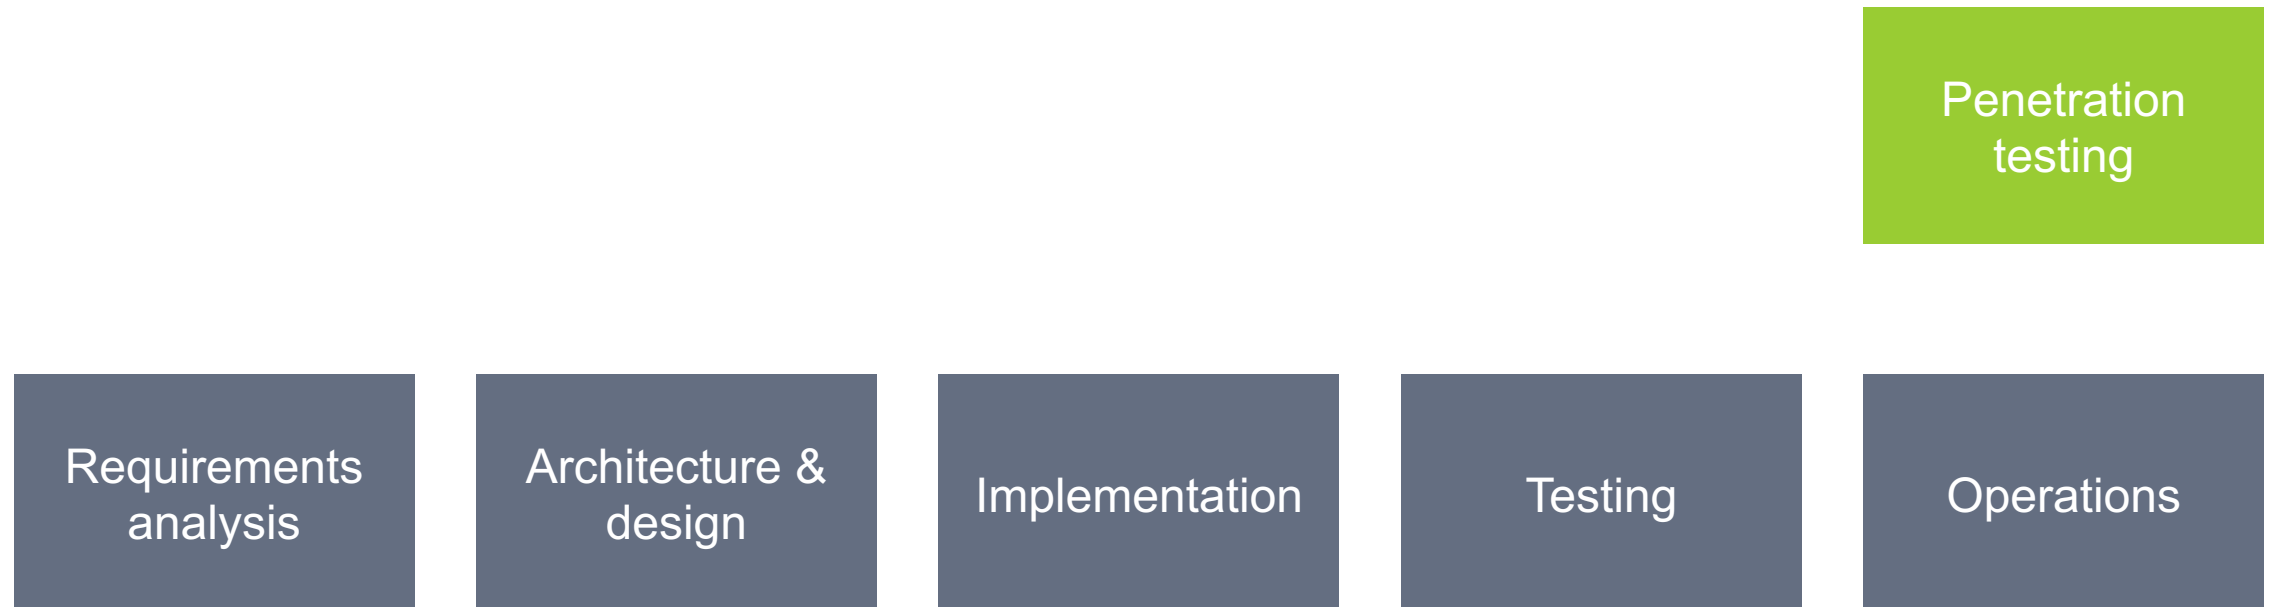 Penetration
testing
Requirements
analysis
Architecture &
design
Implementation
Testing
Operations